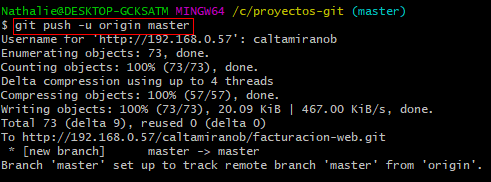 Nathalie@DESKTOP-GCKSATM MINGW64 /c/proyectos-git (master)
$ git push -u origin master
Username for 'http://192.168.0.57': caltamiranob
Enumerating objects: 73, done.
Counting objects: 100% (73/73), done.
Delta compression using up to 4 threads
Compressing objects: 100% (57/57), done.
Writing objects: 100% (73/73), 20.09 KiB | 467.00 KiB/s, done.
Total 73 (delta 9), reused 0 (delta 0)
To http://192.168.0.57/caltamiranob/facturacion-web.git
 * [new branch]      master -> master
Branch 'master' set up to track remote branch 'master' from 'origin'.